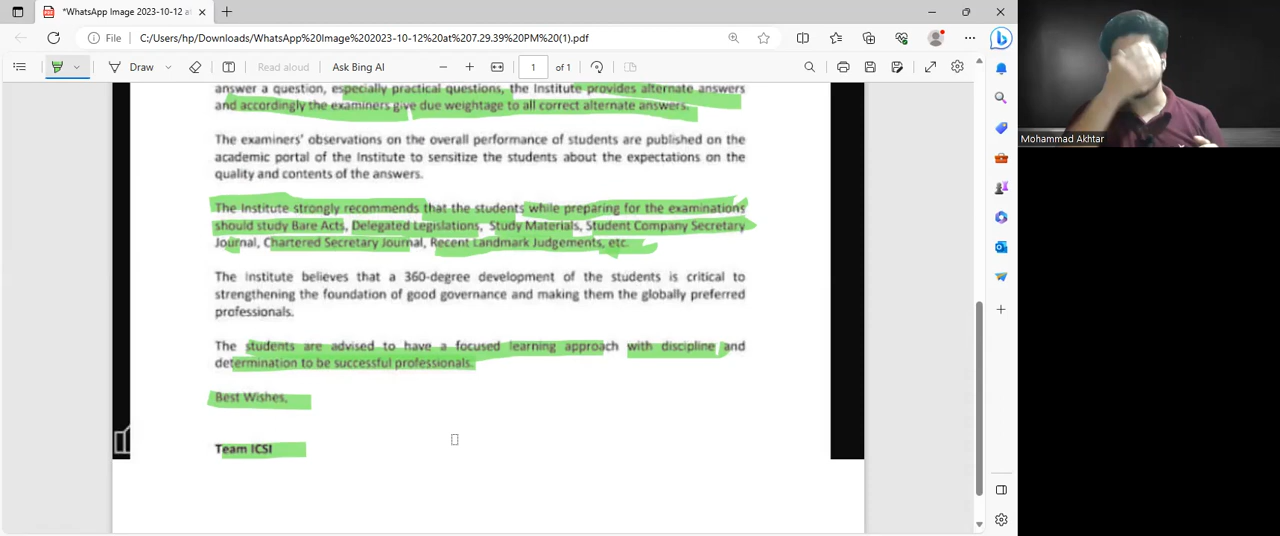 *WhatsApp Image 2023-10-12 at
File C:/Users/hp/Downloads/WhatsApp%20Image%202023-10-12%20at%207.29.39%20PM%20(1).pdf
Draw Read aloud Ask Bing AI 1 of 1
answer a question, especially practical questions, the Institute provides alternate answers
and accordingly the examiners give due weightage to all correct alternate answers.
The examiners' observations on the overall performance of students are published on the
academic portal of the Institute to sensitize the students about the expectations on the
quality and contents of the answers.
The Institute strongly recommends that the students while preparing for the examinations
should study Bare Acts, Delegated Legislations, Study Materials, Student Company Secretary
Journal, Chartered Secretary Journal, Recent Landmark Judgements, etc.
The Institute believes that a 360-degree development of the students is critical to
strengthening the foundation of good governance and making them the globally preferred
professionals.
The students are advised to have a focused learning approach with discipline and
determination to be successful professionals.
Best Wishes,
Team ICSI
Mohammad Akhtar